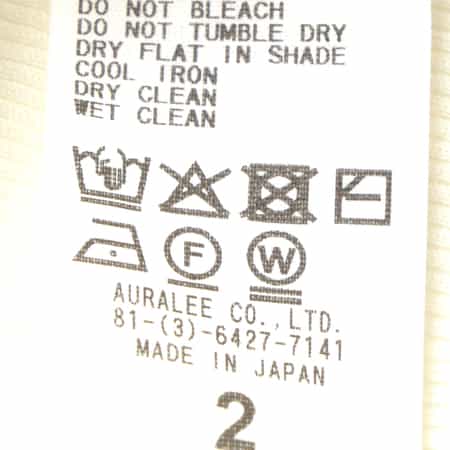 DO NOT BLEACH
DO NOT TUMBLE DRY
DRY FLAT IN SHADE
COOL IRON
DRY CLEAN
WET CLEAN
F W
AURALEE CO.,LTD.
81-(3)-6427-7141
MADE IN JAPAN
2